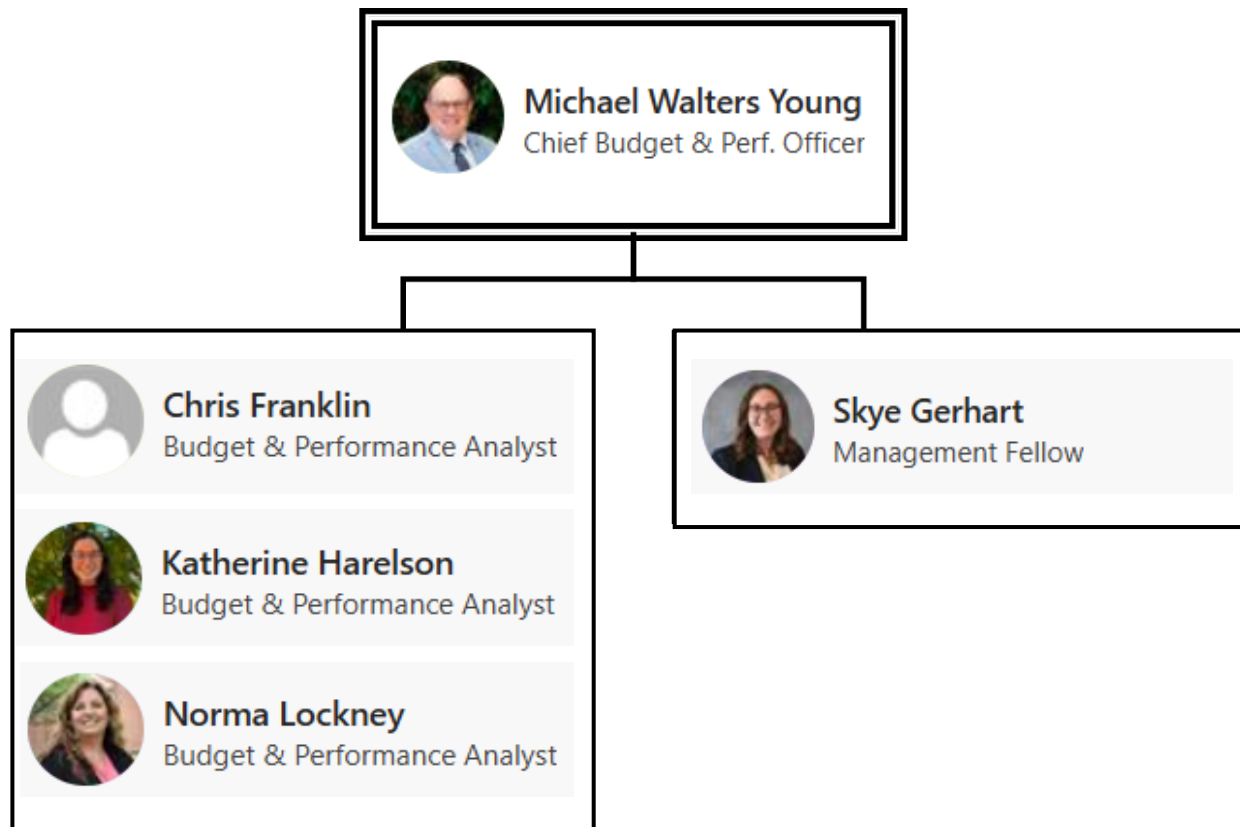 Michael Walters Young
Chief Budget & Perf. Officer
Chris Franklin
Budget & Performance Analyst
Katherine Harelson
Budget & Performance Analyst
Norma Lockney
Budget & Performance Analyst
Skye Gerhart
Management Fellow